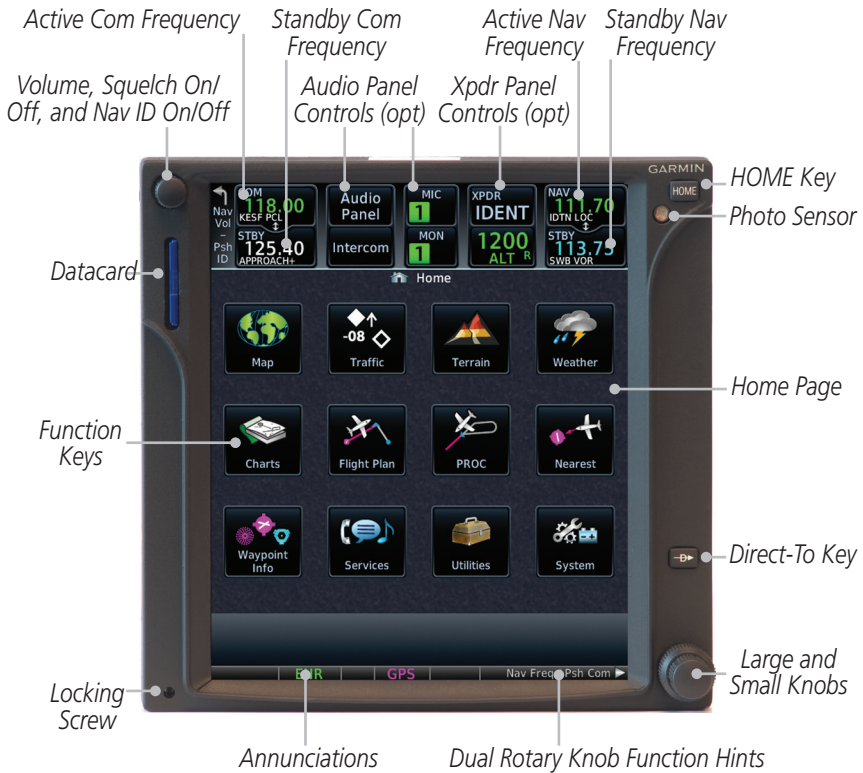 Active Com Frequency
Standby Com
Frequency
Active Nav
Frequency
Standby Nav
Frequency
Volume, Squelch On/
Off, and Nav ID On/Off
Audio Panel
Controls (opt)
Xpdr Panel
Controls (opt)
GARMIN
HOME
HOME Key
Photo Sensor
Nav
Vol
–
Psh
ID
COM
118.00
KESF PCL
STBY
125.40
APPROACH+
Audio
Panel
Intercom
MIC
1
MON
1
XPDR
IDENT
1200
ALT R
NAV
111.70
IDTN LOC
STBY
113.75
SWB VOR
Datacard
Home
Map
Traffic
-08
Terrain
Weather
Home Page
Function
Keys
Charts
Flight Plan
PROC
Nearest
Waypoint
Info
Services
Utilities
System
D
Direct-To Key
Large and
Small Knobs
ENR
GPS
Nav Freq Psh Com
Locking
Screw
Annunciations
Dual Rotary Knob Function Hints